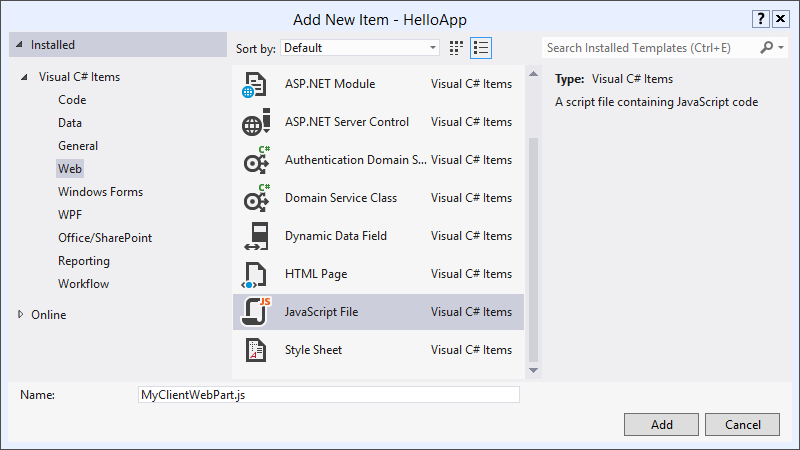 Add New Item - HelloApp
? ×
Installed
Sort by: Default
Search Installed Templates (Ctrl+E)
Visual C# Items
Code
Data
General
Web
Windows Forms
WPF
Office/SharePoint
Reporting
Workflow
Online
ASP.NET Module Visual C# Items
ASP.NET Server Control Visual C# Items
C# Authentication Domain S... Visual C# Items
C# Domain Service Class Visual C# Items
Dynamic Data Field Visual C# Items
HTML Page Visual C# Items
JS JavaScript File Visual C# Items
Style Sheet Visual C# Items
Type: Visual C# Items
A script file containing JavaScript code
Name: MyClientWebPart.js
Add Cancel